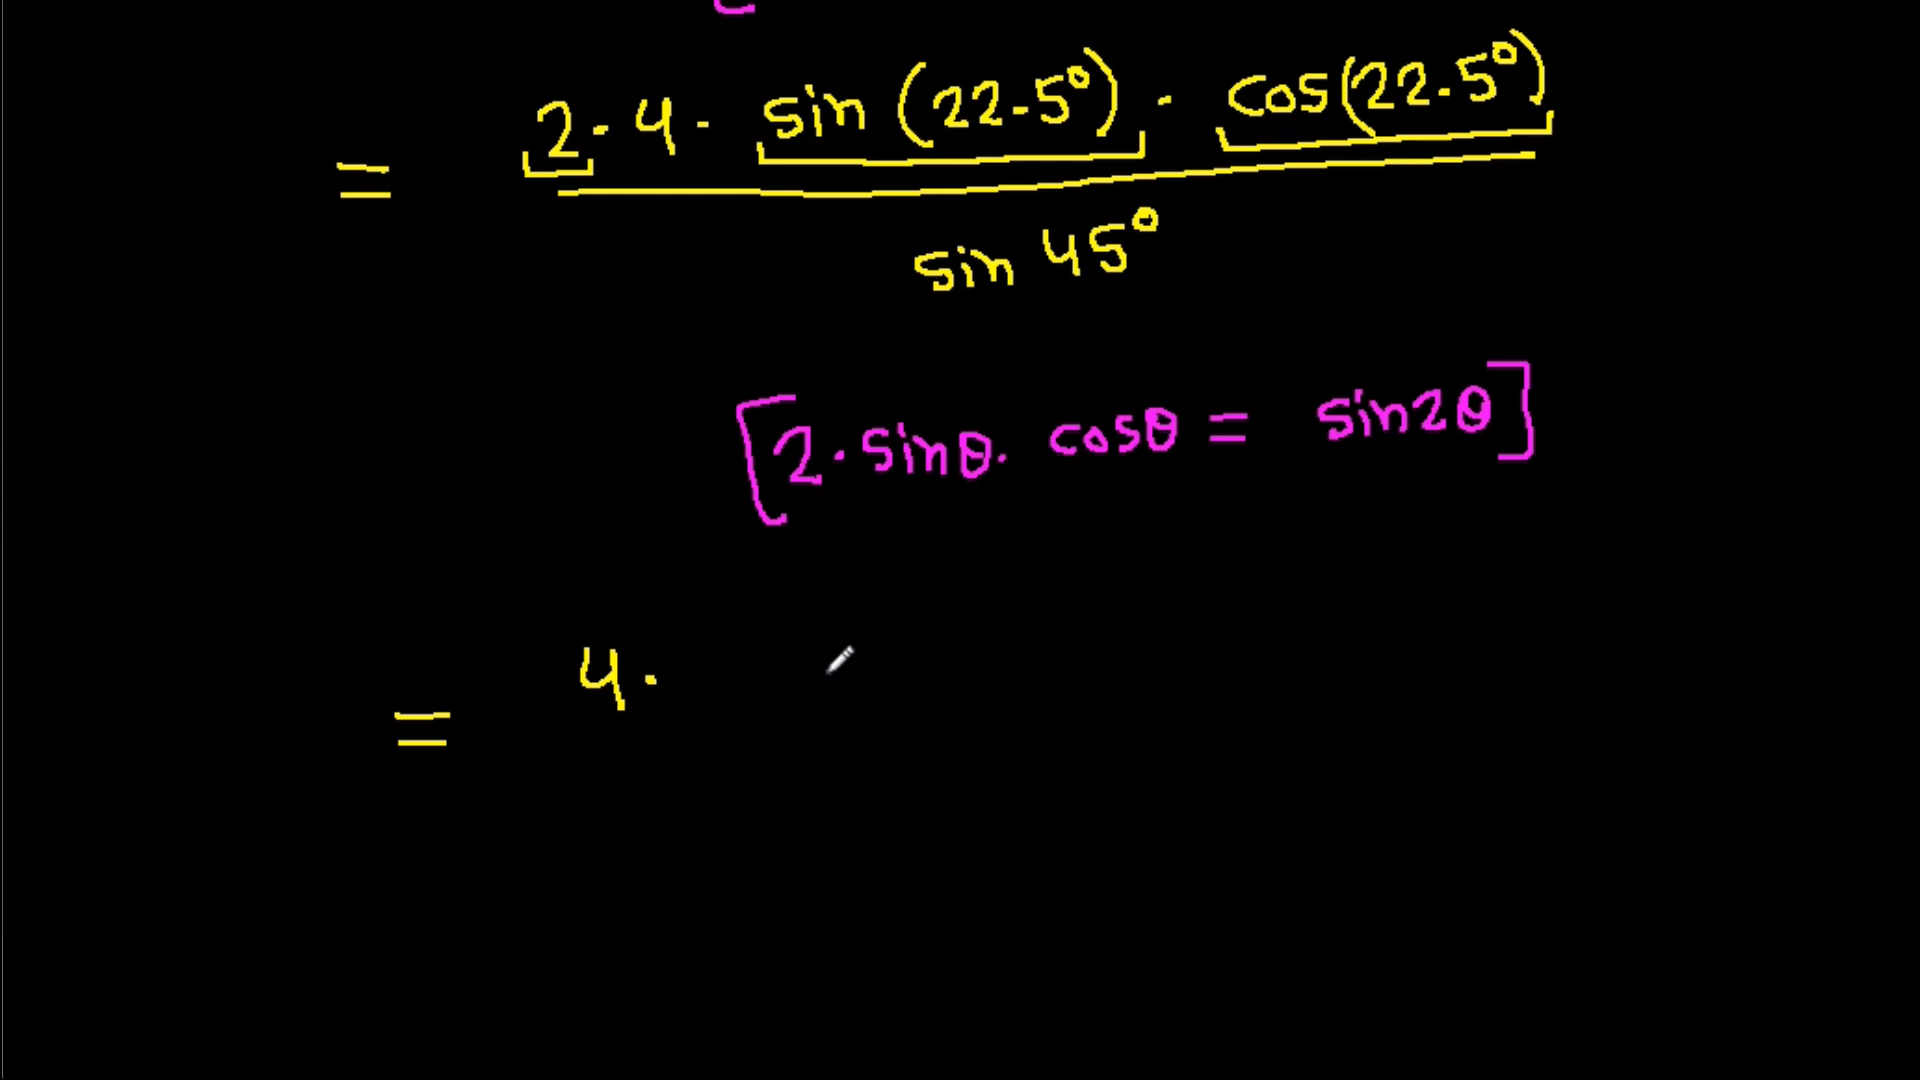 = 2 · 4 · sin (22.5°) · cos(22.5°)
sin 45°
[2 · sinθ · cosθ = sin2θ]
= 4 ·